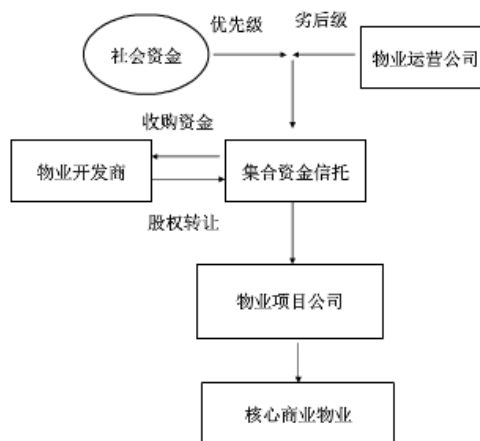 优先级
劣后级
社会资金
物业运营公司
收购资金
物业开发商
集合资金信托
股权转让
物业项目公司
核心商业物业